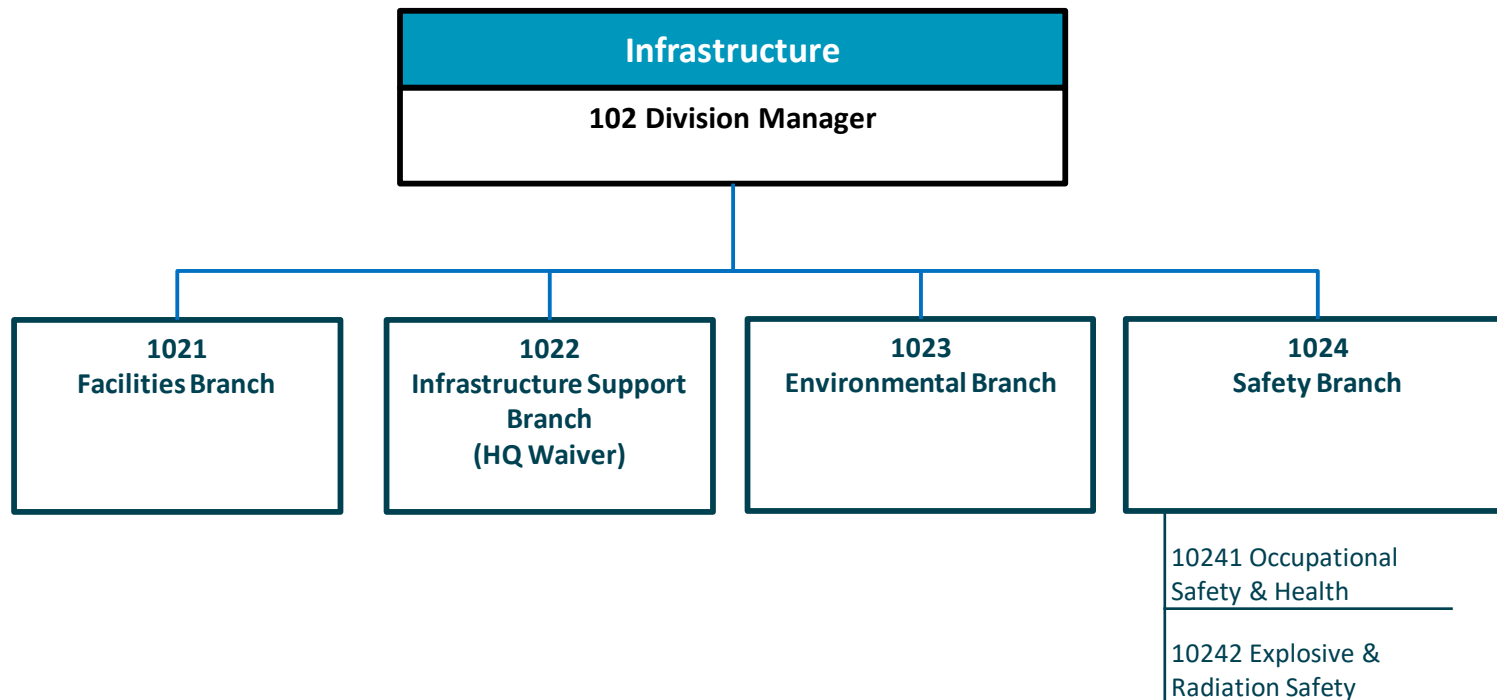 Infrastructure
102 Division Manager
1021
Facilities Branch
1022
Infrastructure Support
Branch
(HQ Waiver)
1023
Environmental Branch
1024
Safety Branch
10241 Occupational
Safety & Health
10242 Explosive &
Radiation Safety